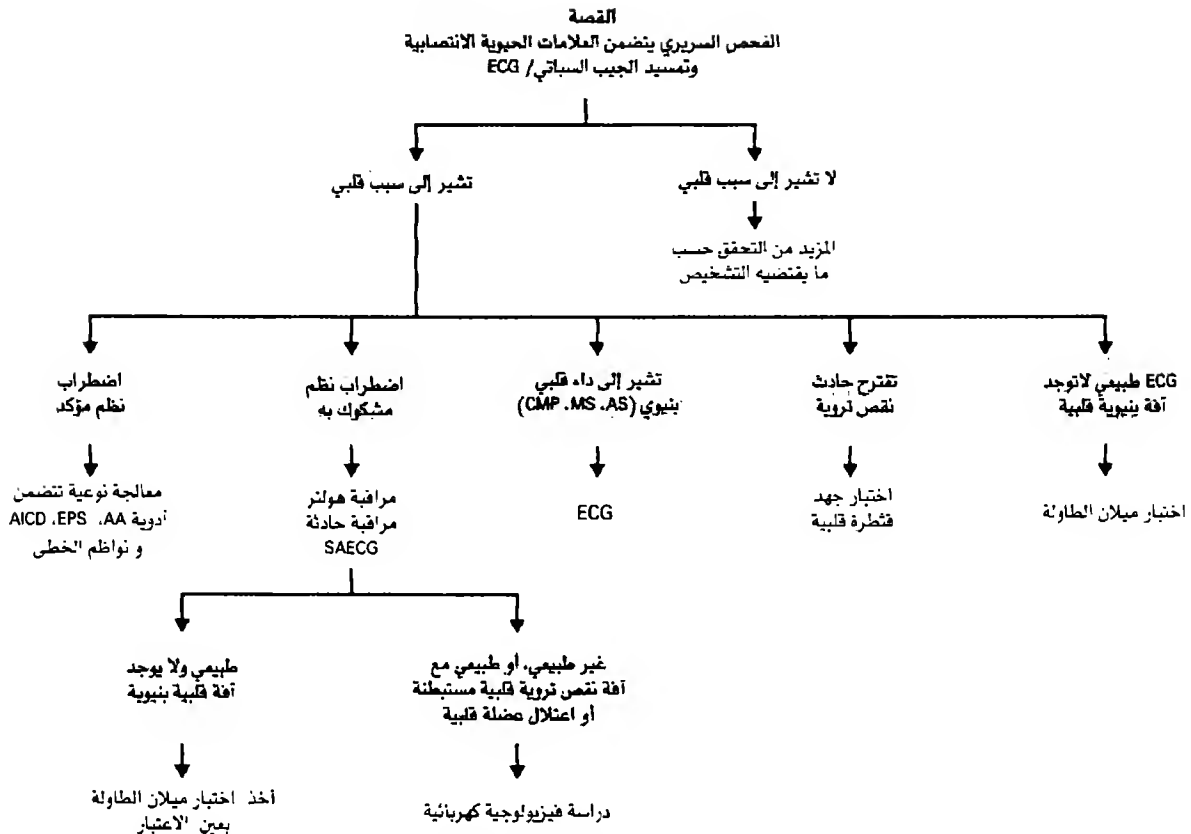 القصة
الفحص السريري يتضمن العلامات الحيوية الانتصابية
وتمسيد الجيب السباتي/ ECG
لا تشير إلى سبب قلبي
تشير إلى سبب قلبي
المزيد من التحقق حسب
ما يقتضيه التشخيص
ECG طبيعي لاتوجد
آفة بنيوية قلبية
تقترح حادث
نقص تروية
تشير إلى داء قلبي
بنيوي (CMP ،MS ،AS)
اضطراب نظم
مشكوك به
اضطراب
نظم مؤكد
اختبار ميلان الطاولة
اختبار جهد
قثطرة قلبية
ECG
مراقبة هولتر
مراقبة حادثة
SAECG
معالجة نوعية تتضمن
أدوية AICD ،EPS ،AA
و نواظم الخطى
غير طبيعي، أو طبيعي مع
آفة نقص تروية قلبية مستبطنة
أو اعتلال عضلة قلبية
طبيعي ولا يوجد
آفة قلبية بنيوية
دراسة فيزيولوجية كهربائية
أخذ اختبار ميلان الطاولة
بعين الاعتبار